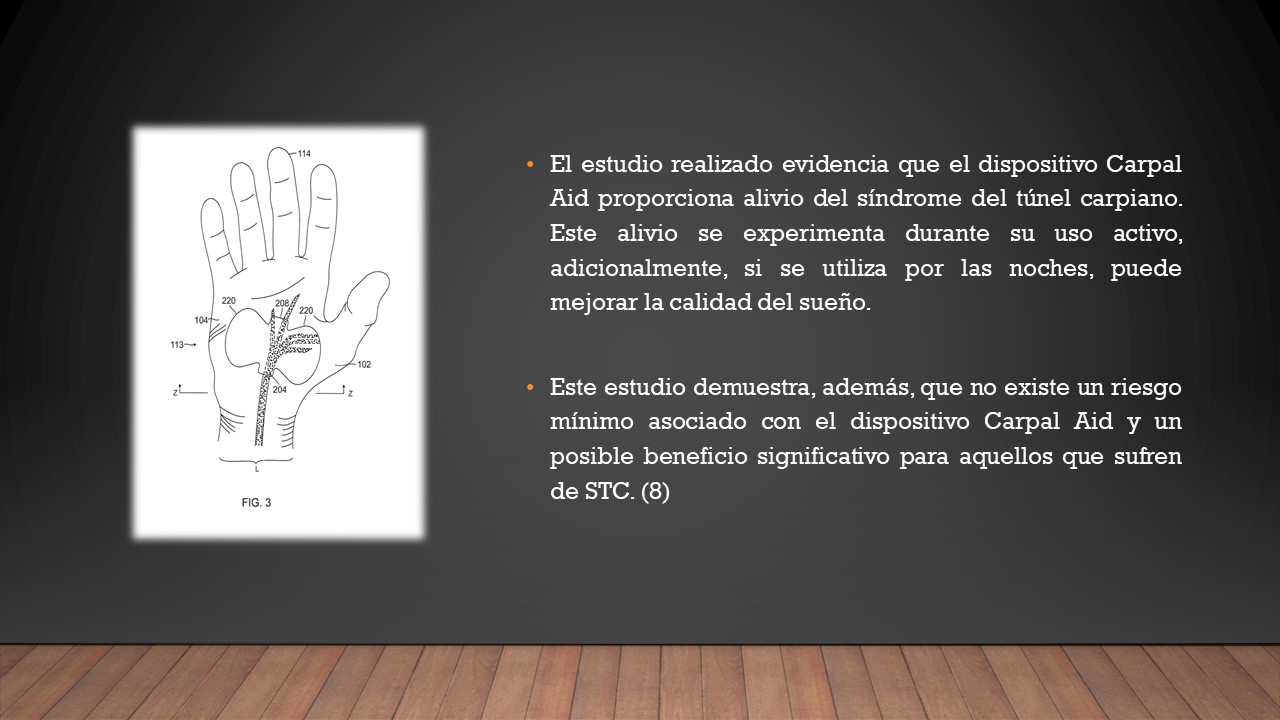 114
220
208
220
104
113
102
Z
204
Z
L
FIG. 3
• El estudio realizado evidencia que el dispositivo Carpal
Aid proporciona alivio del síndrome del túnel carpiano.
Este alivio se experimenta durante su uso activo,
adicionalmente, si se utiliza por las noches, puede
mejorar la calidad del sueño.
• Este estudio demuestra, además, que no existe un riesgo
mínimo asociado con el dispositivo Carpal Aid y un
posible beneficio significativo para aquellos que sufren
de STC. (8)